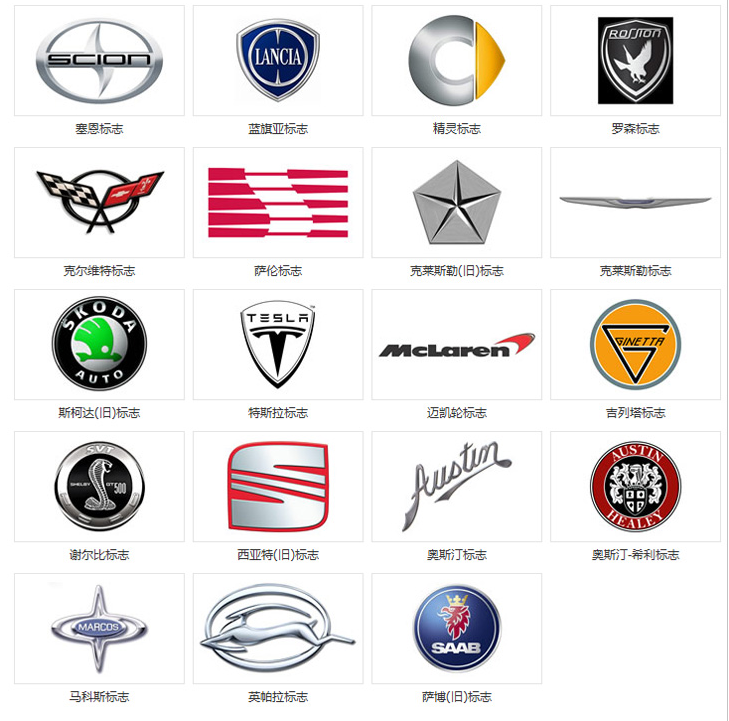 SCION
LANCIA
ROSSION
塞恩标志
蓝旗亚标志
精灵标志
罗森标志
克尔维特标志
萨伦标志
克莱斯勒(旧)标志
克莱斯勒标志
ŠKODA
AUTO
TESLA
McLaren
GINETTA
斯柯达(旧)标志
特斯拉标志
迈凯轮标志
吉列塔标志
SVT
SHELBY GT 500
Austin
AUSTIN
HEALEY
谢尔比标志
西亚特(旧)标志
奥斯汀标志
奥斯汀-希利标志
MARCOS
SAAB
马科斯标志
英帕拉标志
萨博(旧)标志